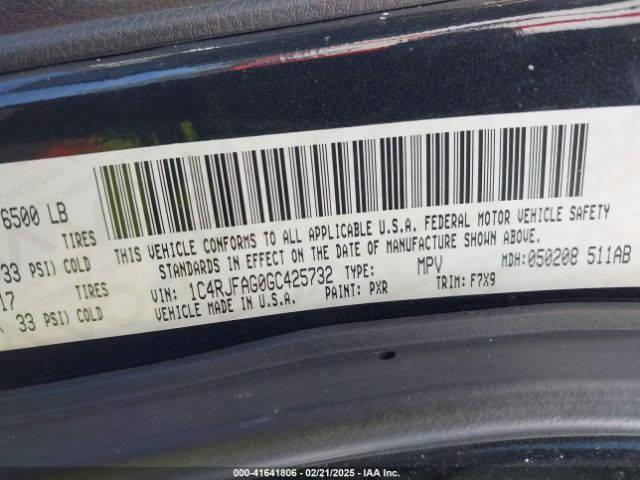 6500 LB
TIRES
33 PSI) COLD
17 TIRES
33 PSI) COLD
THIS VEHICLE CONFORMS TO ALL APPLICABLE U.S.A. FEDERAL MOTOR VEHICLE SAFETY
STANDARDS IN EFFECT ON THE DATE OF MANUFACTURE SHOWN ABOVE.
VIN: 1C4RJFAG0GC425732 TYPE: MPV MDH: 050208 511AB
VEHICLE MADE IN U.S.A. PAINT: PXR TRIM: F7X9
000-41641806 - 02/21/2025 - IAA Inc.